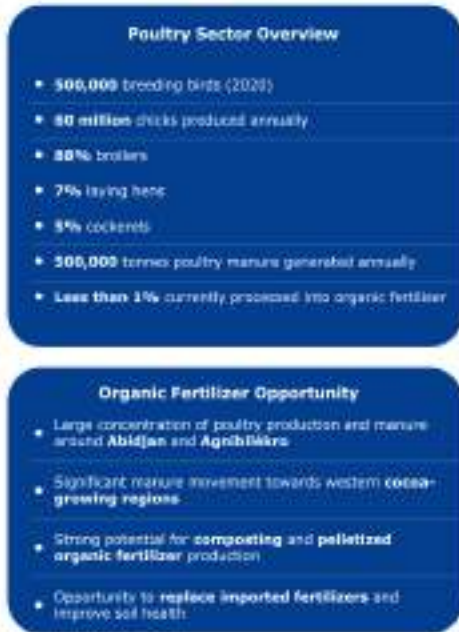 Poultry Sector Overview
• 500,000 breeding birds (2020)
• 60 million chicks produced annually
• 88% broilers
• 7% laying hens
• 5% cockerels
• 500,000 tonnes poultry manure generated annually
• Less than 1% currently processed into organic fertiliser
Organic Fertilizer Opportunity
• Large concentration of poultry production and manure
around Abidjan and Agnibilékro
• Significant manure movement towards western cocoa-
growing regions
• Strong potential for composting and pelletized
organic fertilizer production
• Opportunity to replace imported fertilizers and
improve soil health